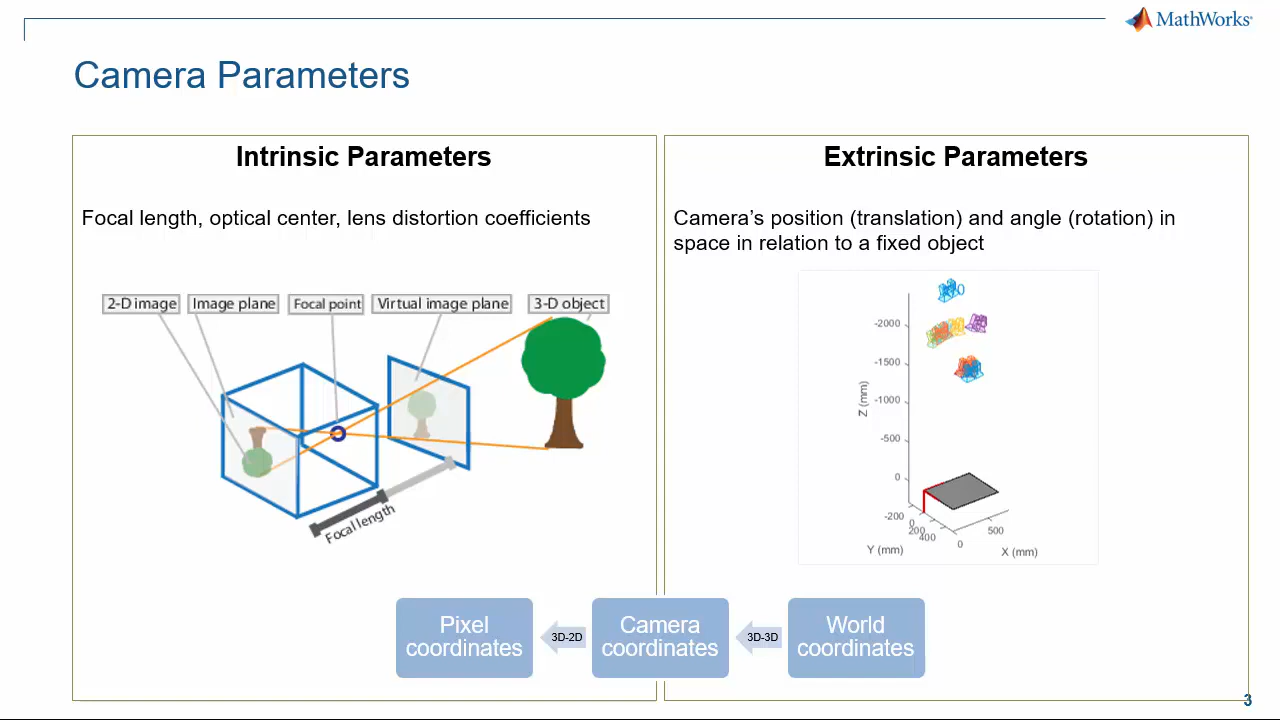 MathWorks®
Camera Parameters
Intrinsic Parameters
Focal length, optical center, lens distortion coefficients
2-D image
Image plane
Focal point
Virtual image plane
3-D object
Focal length
Extrinsic Parameters
Camera’s position (translation) and angle (rotation) in
space in relation to a fixed object
-2000
-1500
-1000
-500
0
Z (mm)
-200
0
200
400
Y (mm)
0
500
X (mm)
Pixel
coordinates
3D-2D
Camera
coordinates
3D-3D
World
coordinates
3